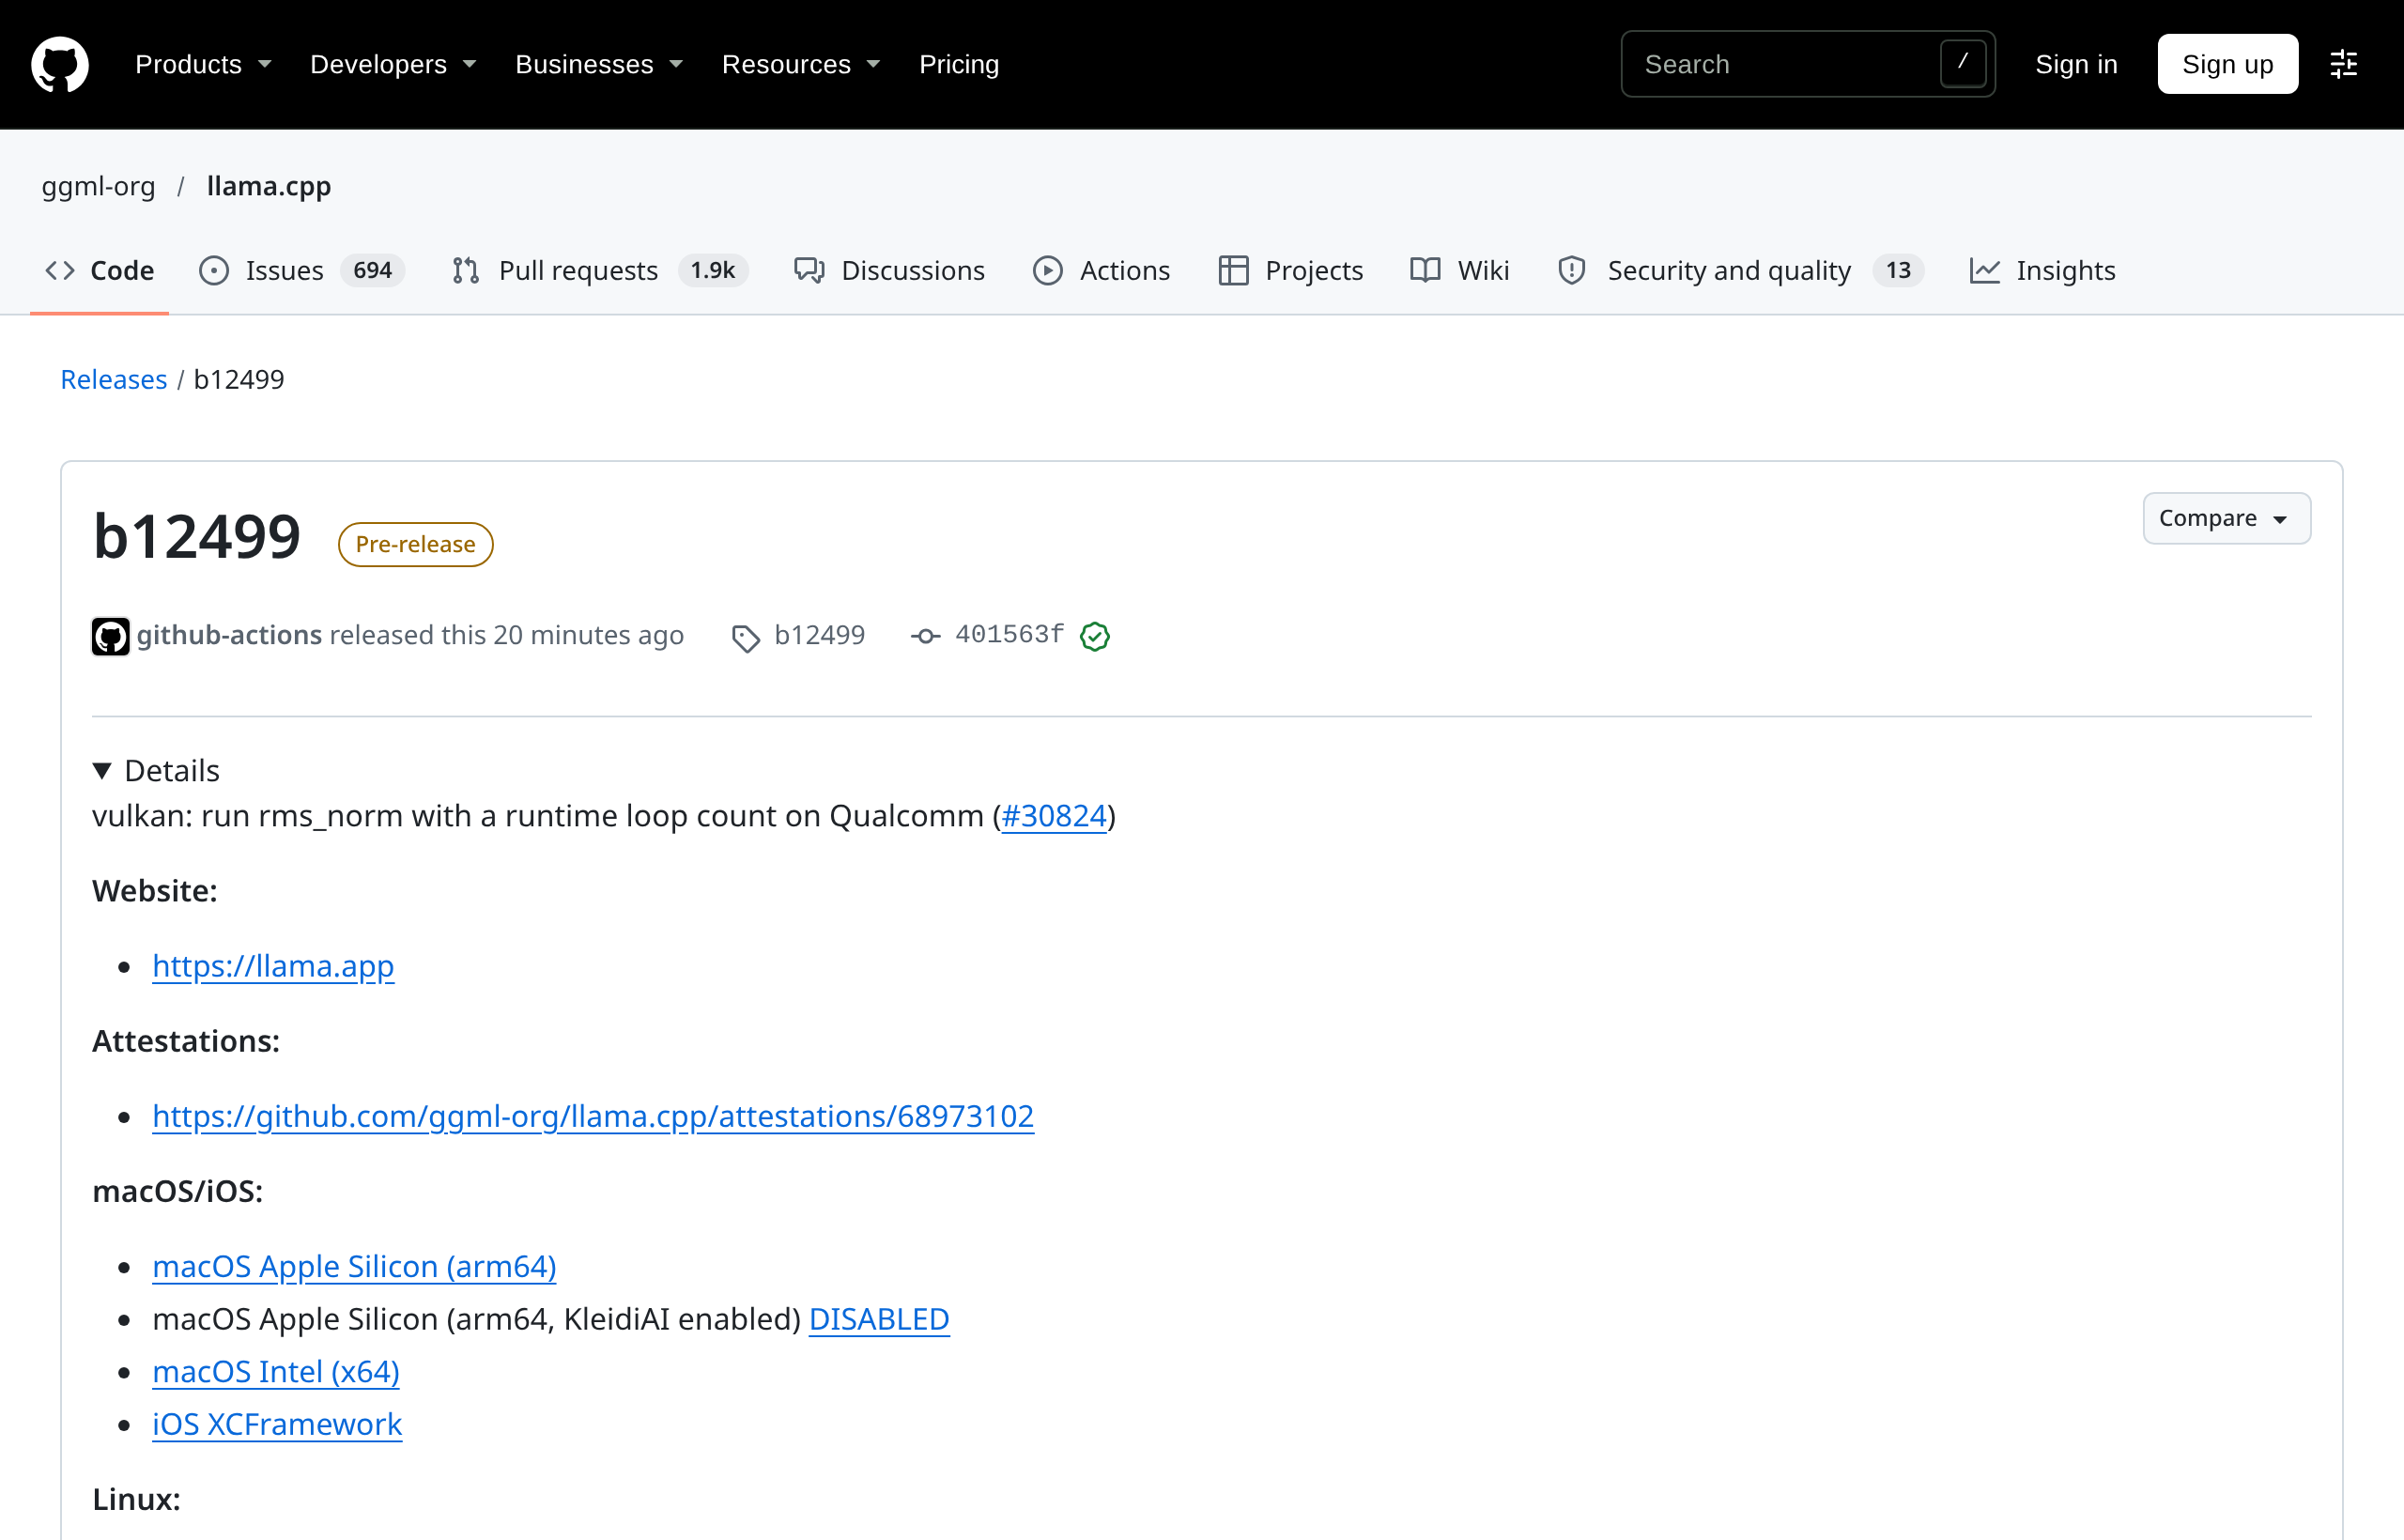 Products Developers Businesses Resources Pricing Search / Sign in Sign up
ggml-org / llama.cpp
Code Issues 694 Pull requests 1.9k Discussions Actions Projects Wiki Security and quality 13 Insights
Releases / b12499
b12499 Pre-release Compare
github-actions released this 20 minutes ago b12499 401563f
Details
vulkan: run rms_norm with a runtime loop count on Qualcomm (#30824)
Website:
https://llama.app
Attestations:
https://github.com/ggml-org/llama.cpp/attestations/68973102
macOS/iOS:
macOS Apple Silicon (arm64)
macOS Apple Silicon (arm64, KleidiAI enabled) DISABLED
macOS Intel (x64)
iOS XCFramework
Linux: